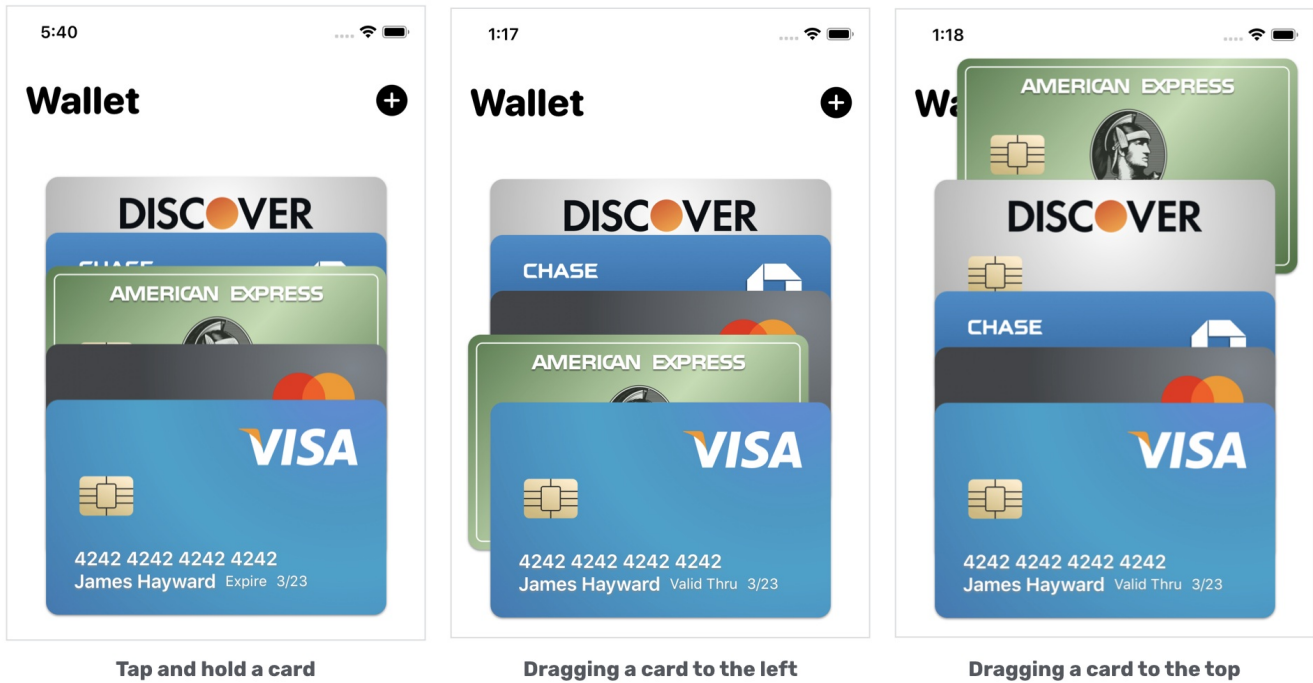 5:40
Wallet
DISCOVER
CHASE
AMERICAN EXPRESS
VISA
4242 4242 4242 4242
James Hayward Expire 3/23
Tap and hold a card
1:17
Wallet
DISCOVER
CHASE
AMERICAN EXPRESS
VISA
4242 4242 4242 4242
James Hayward Valid Thru 3/23
Dragging a card to the left
1:18
Wa
AMERICAN EXPRESS
DISCOVER
CHASE
VISA
4242 4242 4242 4242
James Hayward Valid Thru 3/23
Dragging a card to the top